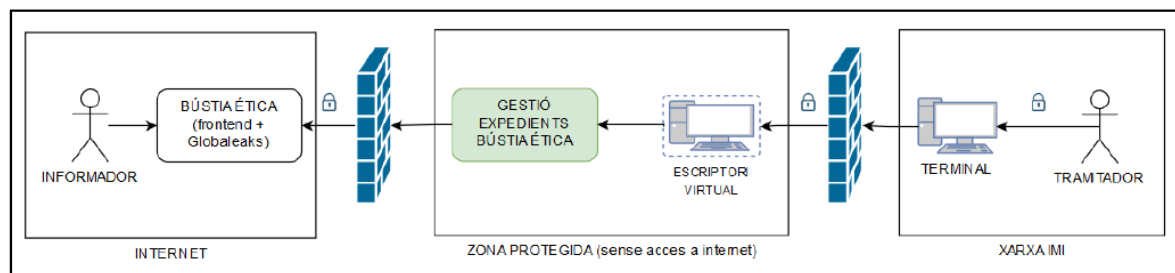 INFORMADOR
BÚSTIA ÈTICA
(frontend +
Globaleaks)
INTERNET
GESTIÓ
EXPEDIENTS
BÚSTIA ÈTICA
ESCRIPTORI
VIRTUAL
ZONA PROTEGIDA (sense acces a internet)
TERMINAL
TRAMITADOR
XARXA IMI